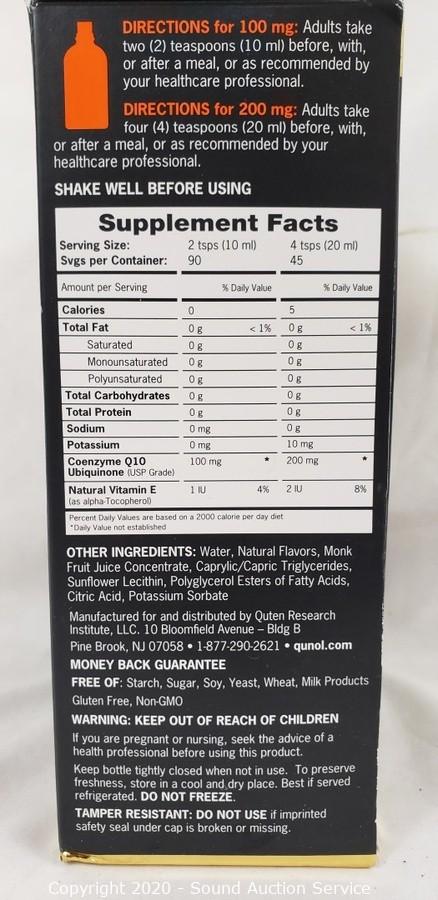 DIRECTIONS for 100 mg: Adults take
two (2) teaspoons (10 ml) before, with,
or after a meal, or as recommended by
your healthcare professional.
DIRECTIONS for 200 mg: Adults take
four (4) teaspoons (20 ml) before, with,
or after a meal, or as recommended by your
healthcare professional.
SHAKE WELL BEFORE USING
Supplement Facts
Serving Size: 2 tsps (10 ml) 4 tsps (20 ml)
Svgs per Container: 90 45
Amount per Serving % Daily Value % Daily Value
Calories 0 5
Total Fat 0 g < 1% 0 g < 1%
Saturated 0 g 0 g
Monounsaturated 0 g 0 g
Polyunsaturated 0 g 0 g
Total Carbohydrates 0 g 0 g
Total Protein 0 g 0 g
Sodium 0 mg 0 g
Potassium 0 mg 10 mg
Coenzyme Q10 100 mg * 200 mg *
Ubiquinone (USP Grade)
Natural Vitamin E 1 IU 4% 2 IU 8%
(as alpha-Tocopherol)
Percent Daily Values are based on a 2000 calorie per day diet
*Daily Value not established
OTHER INGREDIENTS: Water, Natural Flavors, Monk
Fruit Juice Concentrate, Caprylic/Capric Triglycerides,
Sunflower Lecithin, Polyglycerol Esters of Fatty Acids,
Citric Acid, Potassium Sorbate
Manufactured for and distributed by Quten Research
Institute, LLC. 10 Bloomfield Avenue – Bldg B
Pine Brook, NJ 07058 • 1-877-290-2621 • qunol.com
MONEY BACK GUARANTEE
FREE OF: Starch, Sugar, Soy, Yeast, Wheat, Milk Products
Gluten Free, Non-GMO
WARNING: KEEP OUT OF REACH OF CHILDREN
If you are pregnant or nursing, seek the advice of a
health professional before using this product.
Keep bottle tightly closed when not in use. To preserve
freshness, store in a cool and dry place. Best if served
refrigerated. DO NOT FREEZE.
TAMPER RESISTANT: DO NOT USE if imprinted
safety seal under cap is broken or missing.
Copyright 2020 - Sound Auction Service